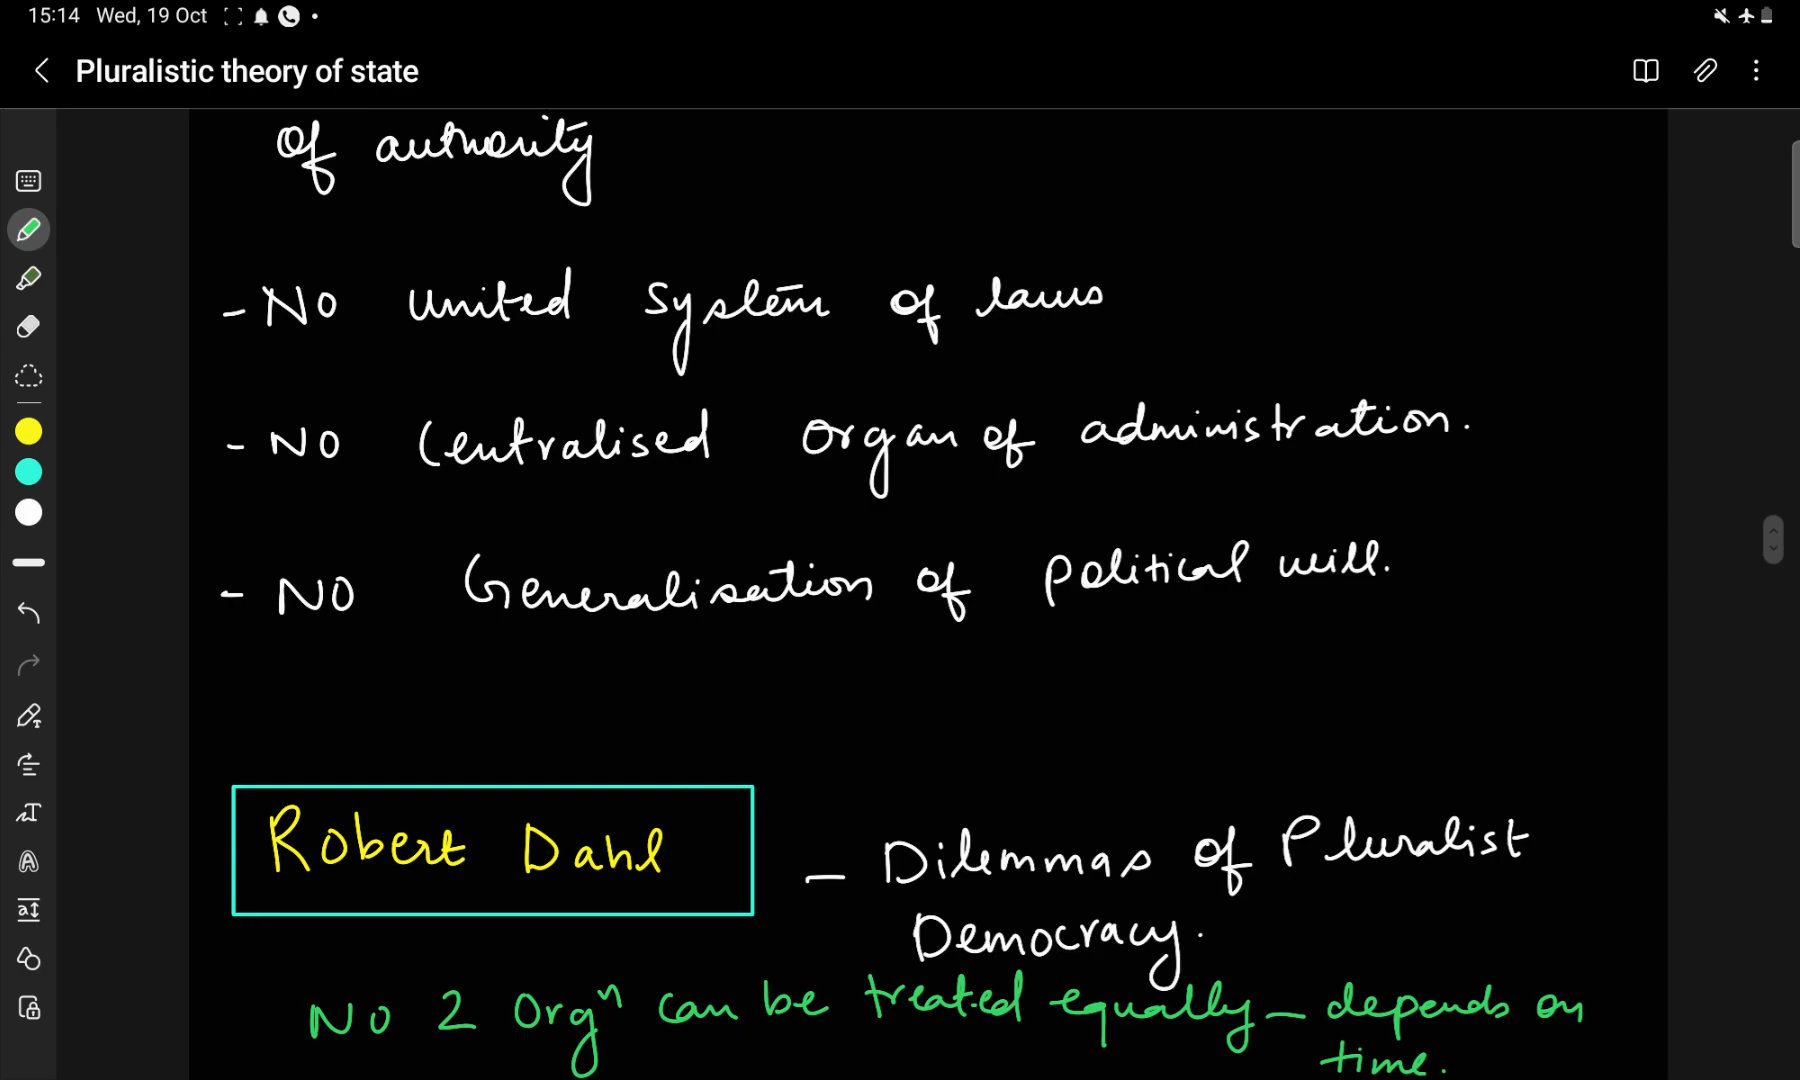 15:14 Wed, 19 Oct
Pluralistic theory of state
of authority
- No united system of laws
- No Centralised organ of administration.
- No Generalisation of political will.
Robert Dahl - Dilemmas of Pluralist
Democracy.
No 2 Orgⁿ can be treated equally - depends on
time.